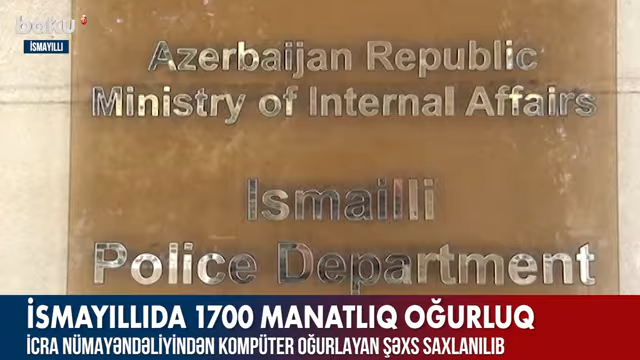 baku
İSMAYILLI
Azerbaijan Republic
Ministry of Internal Affairs
Ismailli
Police Department
İSMAYILLIDA 1700 MANATLIQ OĞURLUQ
İCRA NÜMAYƏNDƏLİYİNDƏN KOMPÜTER OĞURLAYAN ŞƏXS SAXLANILIB